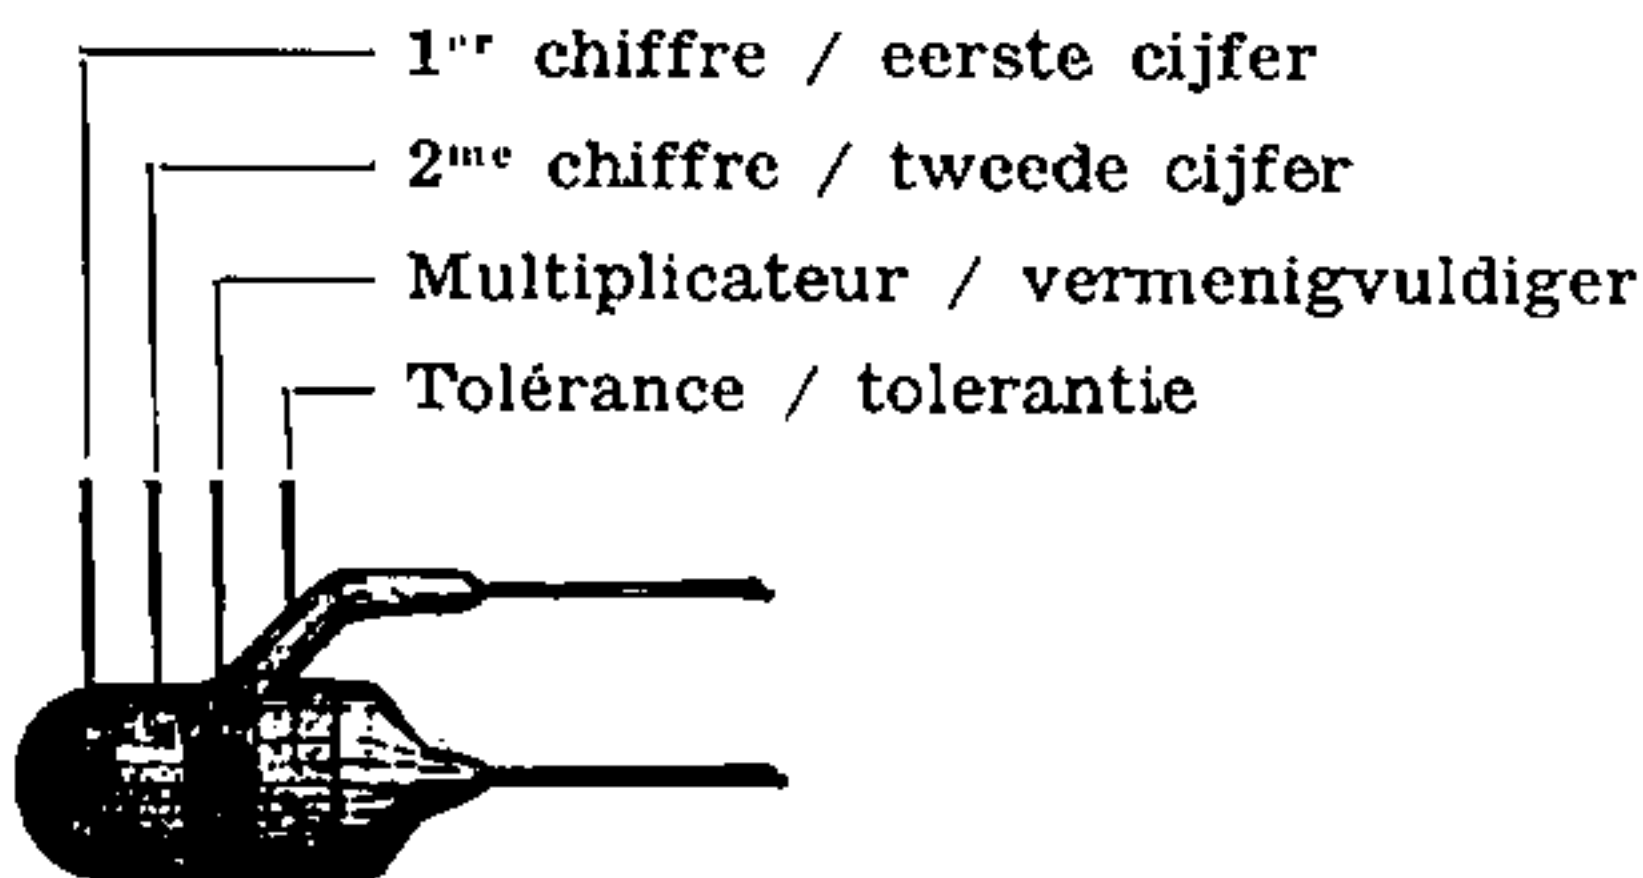 1er chiffre / eerste cijfer
2me chiffre / tweede cijfer
Multiplicateur / vermenigvuldiger
Tolérance / tolerantie